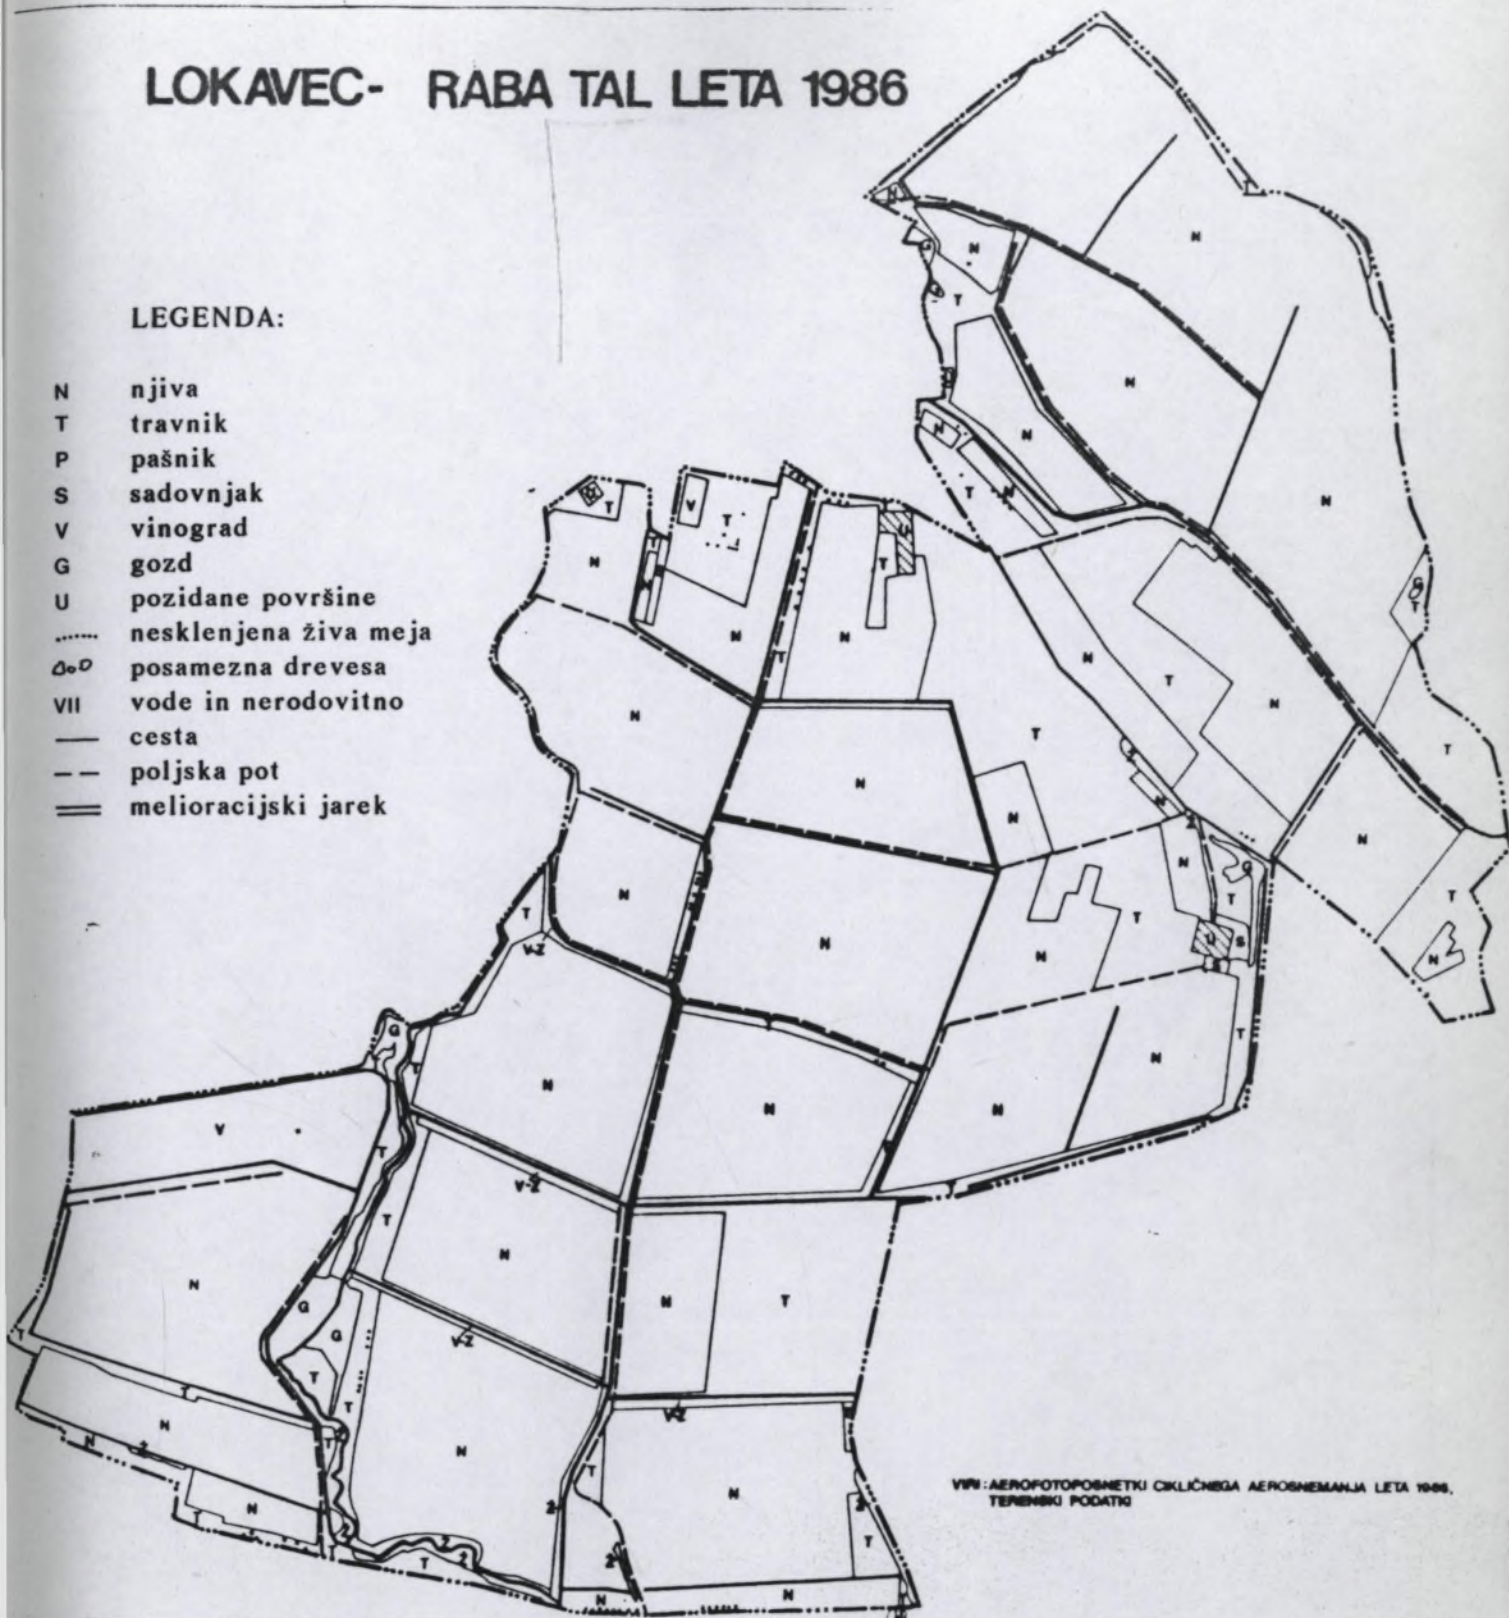 LOKAVEC- RABA TAL LETA 1986
LEGENDA:
N njiva
T travnik
P pašnik
S sadovnjak
V vinograd
G gozd
U pozidane površine
nesklenjena živa meja
posamezna drevesa
VII vode in nerodovitno
cesta
poljska pot
melioracijski jarek
N
N
N
T
N
N
N
N
T
N
V
T
T
U
N
T
G
T
N
N
N
T
N
T
N
N
T
N
T
N
N
N
N
T
G
T
N
N
T
N
T
U
S
N
T
V-Z
G
N
N
N
N
T
V
T
V-Z
T
N
N
N
T
G
G
V-Z
T
T
T
V-Z
N
N
N
T
N
N
T
T
N
N
VIRI: AEROFOTOPOSNETKI CIKLIČNEGA AEROSNEMANJA LETA 1986,
TERENSKI PODATKI